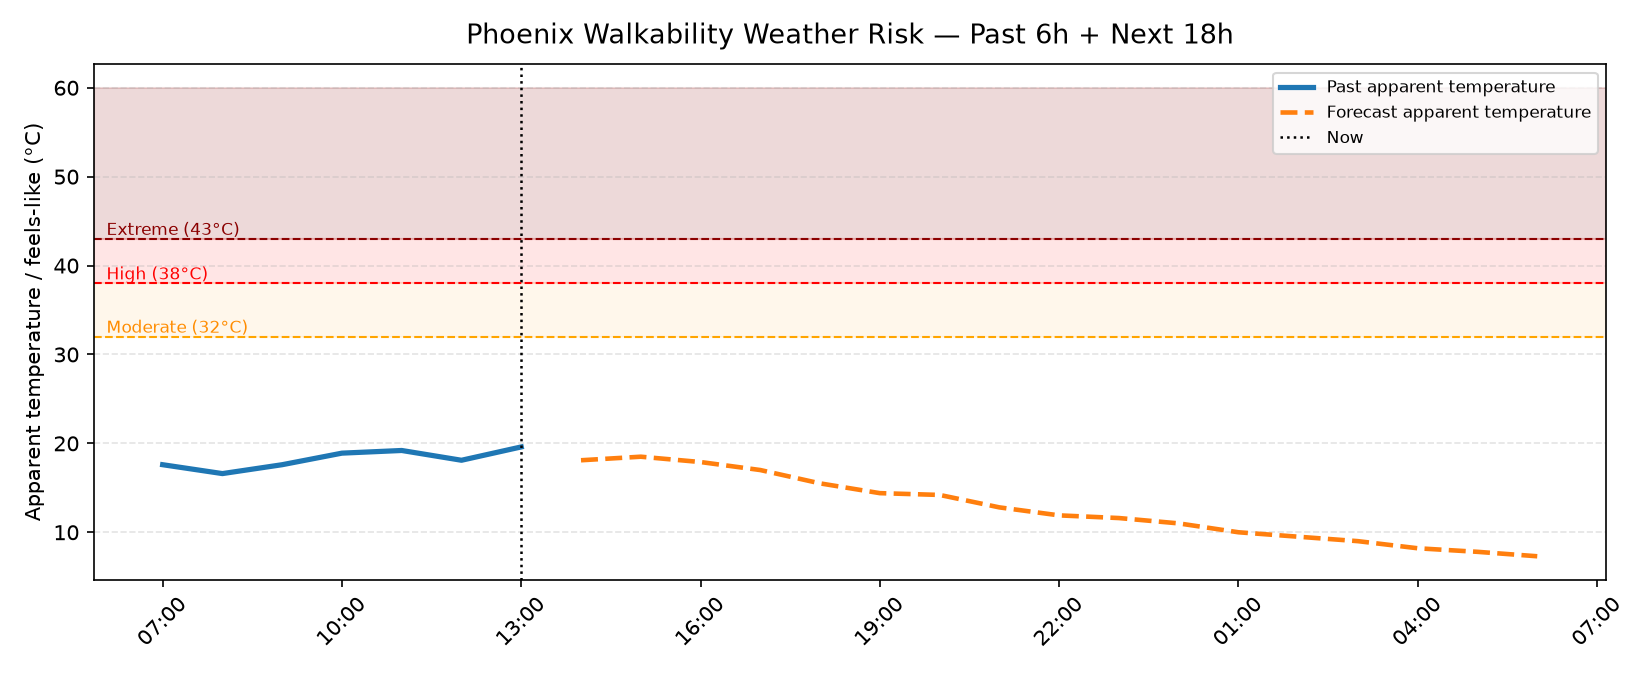 Phoenix Walkability Weather Risk — Past 6h + Next 18h
Apparent temperature / feels-like (°C)
60
50
40
30
20
10
Past apparent temperature
Forecast apparent temperature
Now
Extreme (43°C)
High (38°C)
Moderate (32°C)
07:00
10:00
13:00
16:00
19:00
22:00
01:00
04:00
07:00